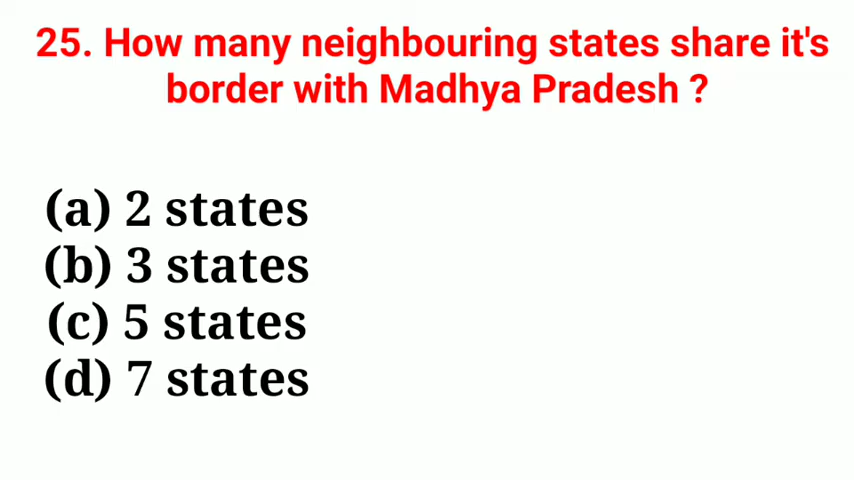 25. How many neighbouring states share it's
border with Madhya Pradesh ?
(a) 2 states
(b) 3 states
(c) 5 states
(d) 7 states